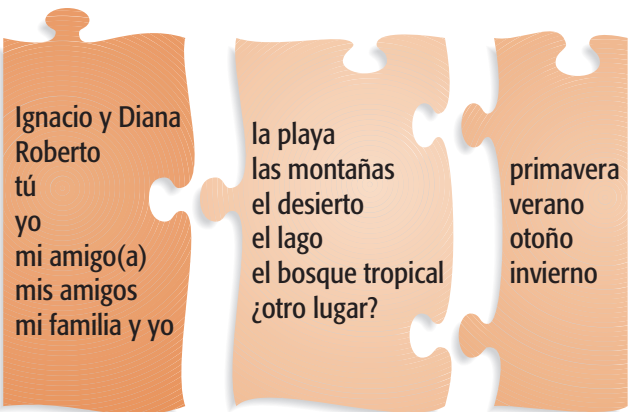 Ignacio y Diana
Roberto
tú
yo
mi amigo(a)
mis amigos
mi familia y yo
la playa
las montañas
el desierto
el lago
el bosque tropical
¿otro lugar?
primavera
verano
otoño
invierno